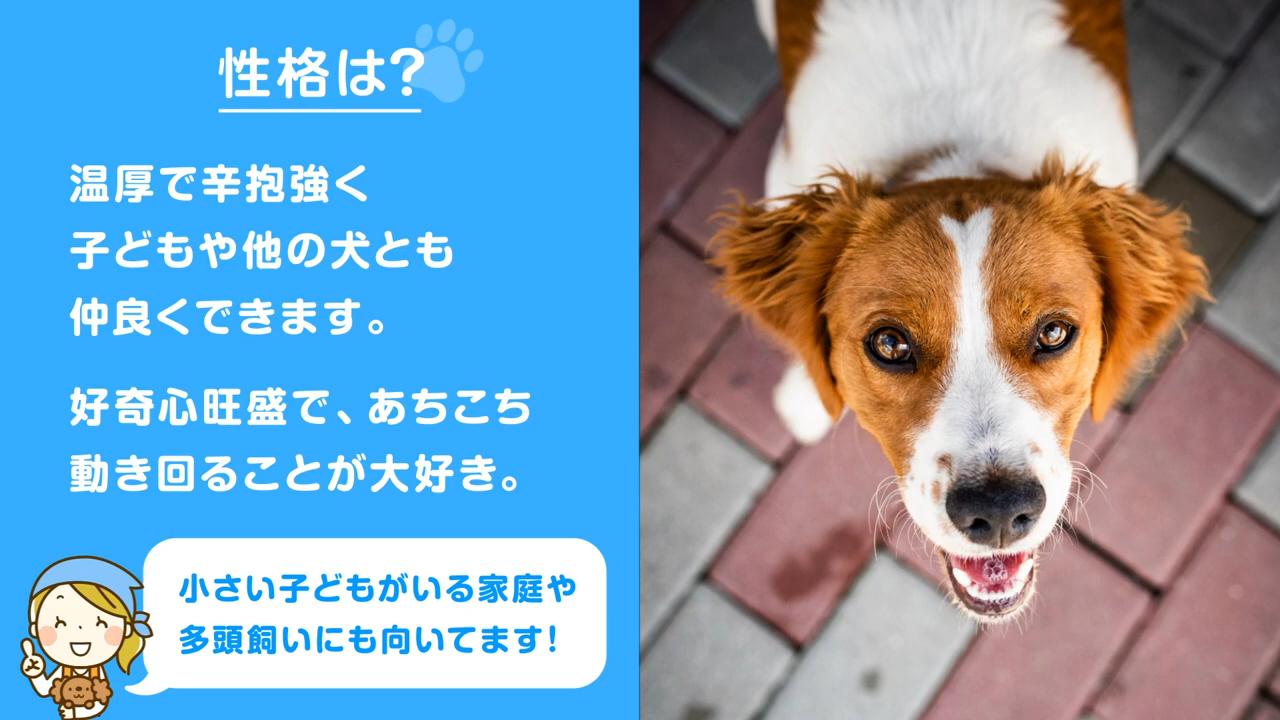 性格は?
温厚で辛抱強く
子どもや他の犬とも
仲良くできます。
好奇心旺盛で、あちこち
動き回ることが大好き。
小さい子どもがいる家庭や
多頭飼いにも向いてます!